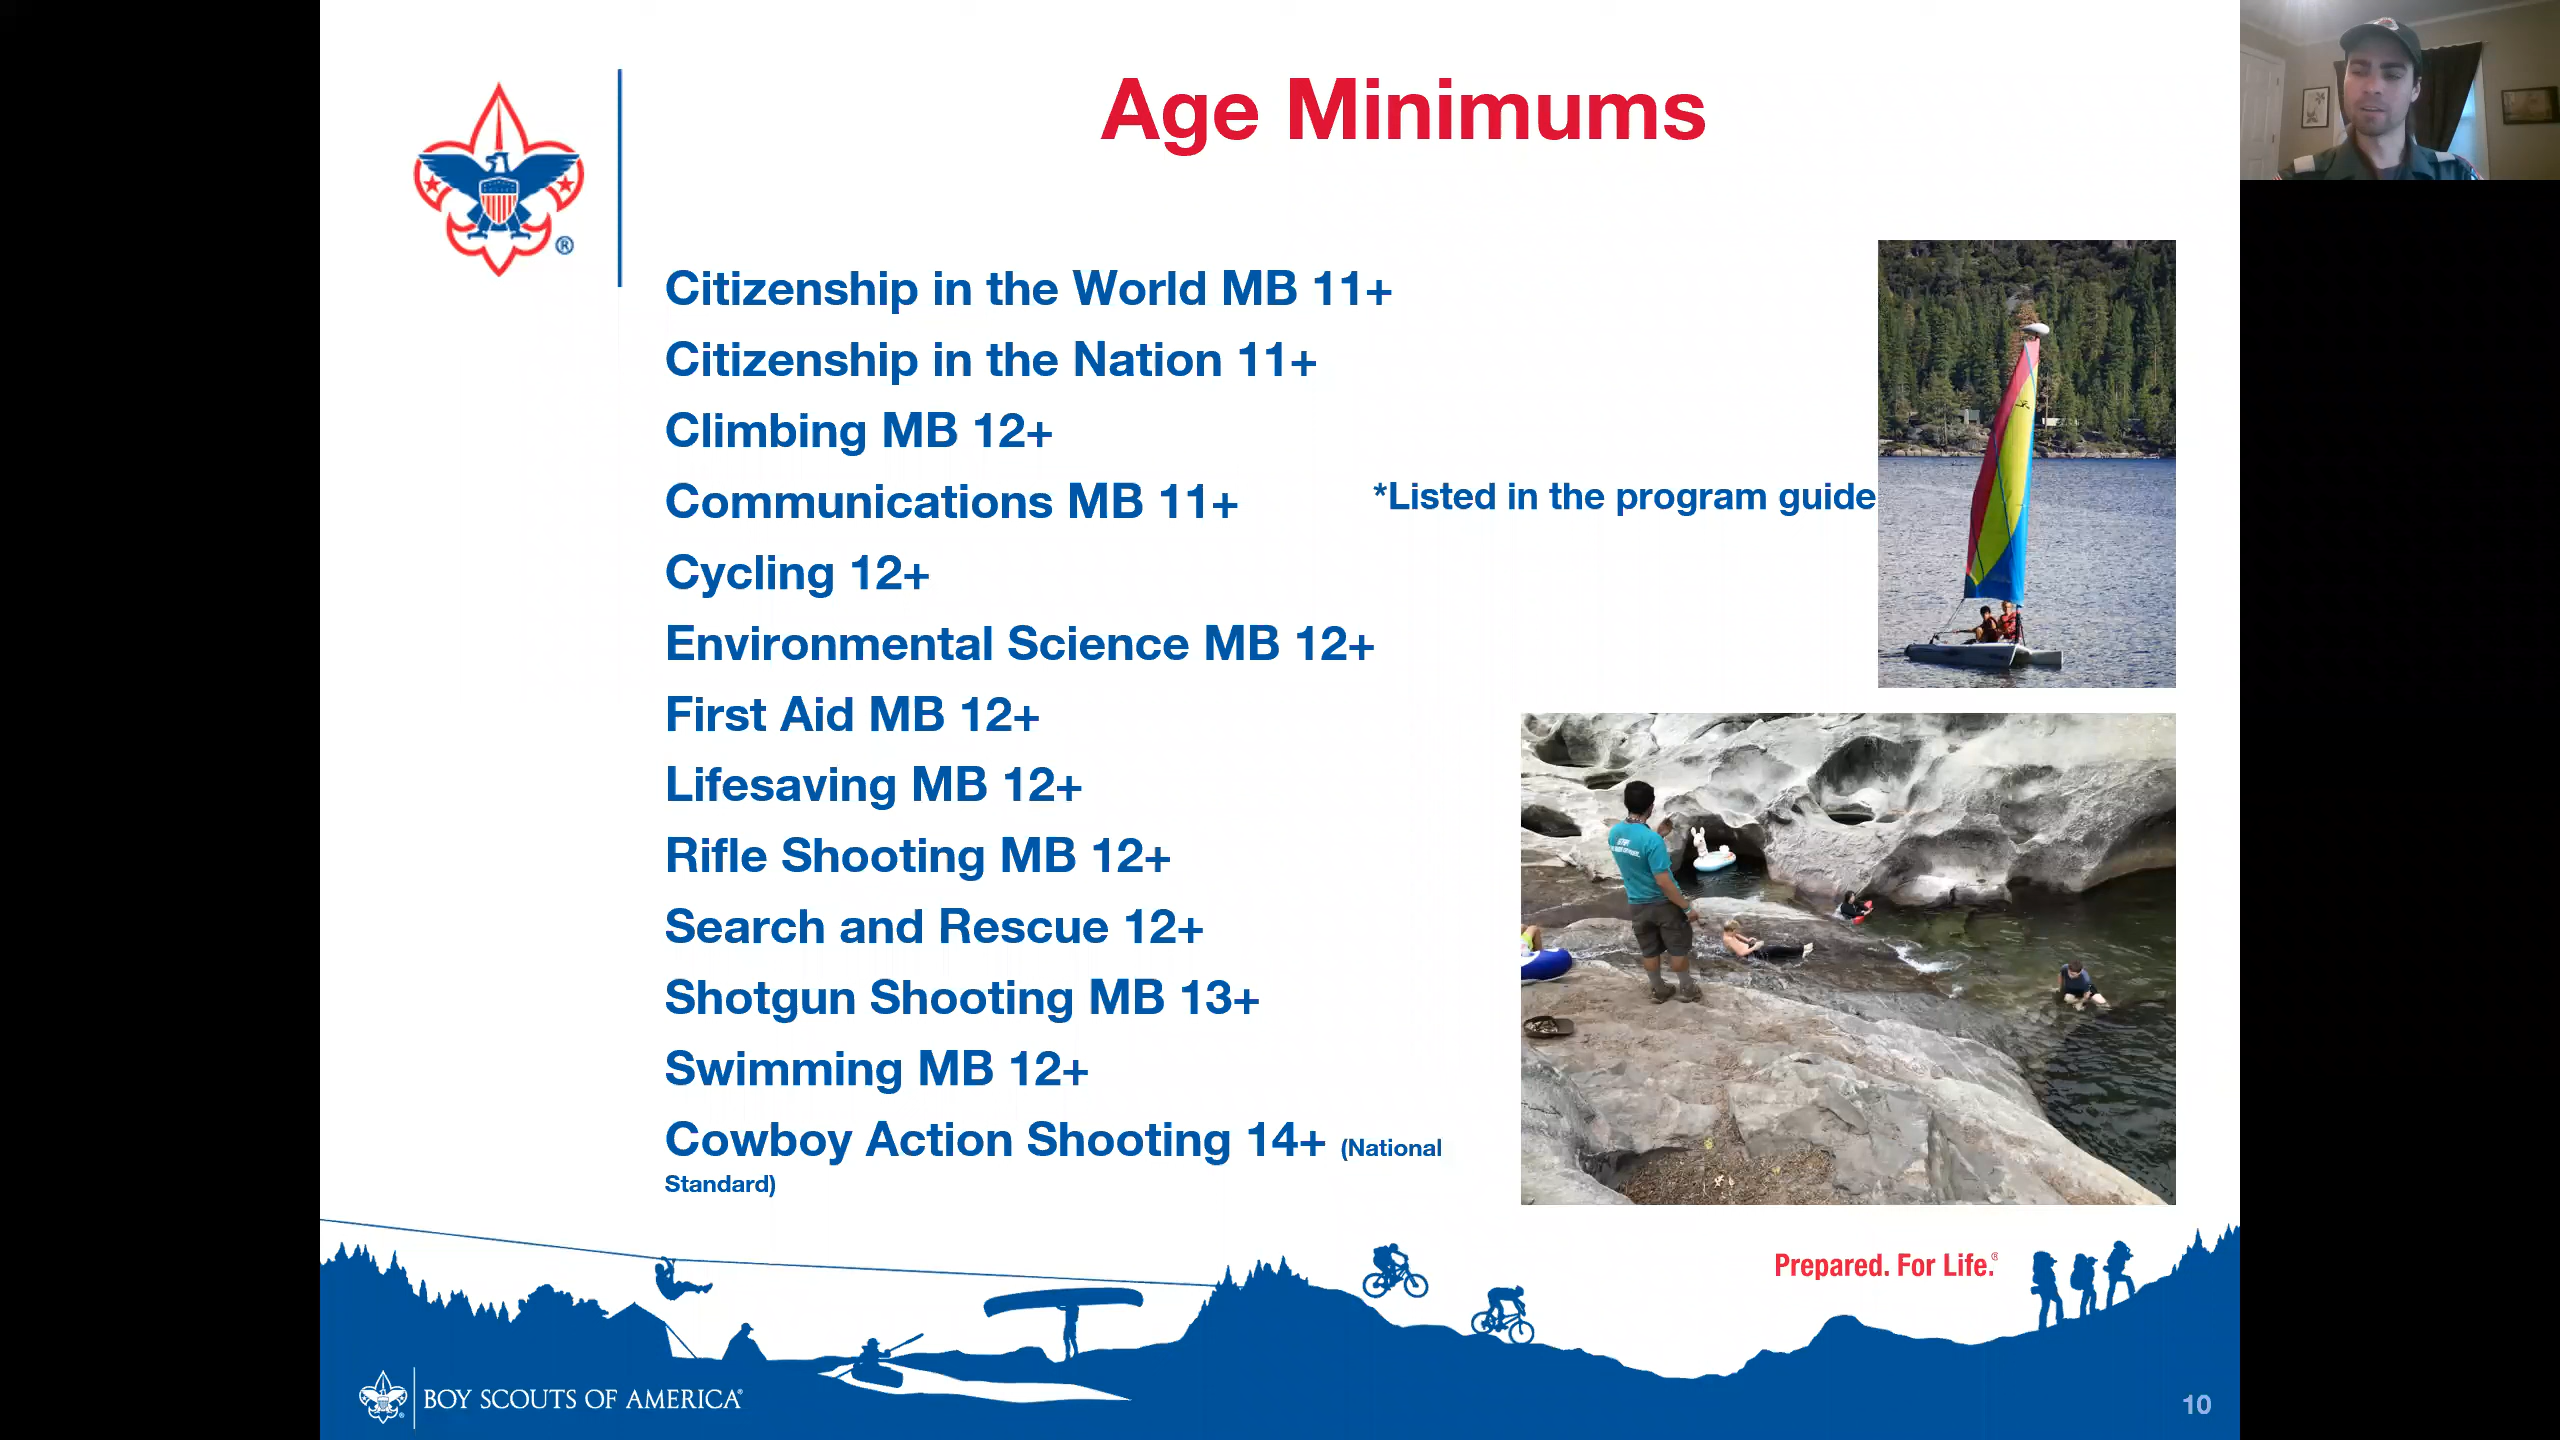 Age Minimums
Citizenship in the World MB 11+
Citizenship in the Nation 11+
Climbing MB 12+
Communications MB 11+
*Listed in the program guide
Cycling 12+
Environmental Science MB 12+
First Aid MB 12+
Lifesaving MB 12+
Rifle Shooting MB 12+
Search and Rescue 12+
Shotgun Shooting MB 13+
Swimming MB 12+
Cowboy Action Shooting 14+ (National
Standard)
Prepared. For Life.®
BOY SCOUTS OF AMERICA®
10